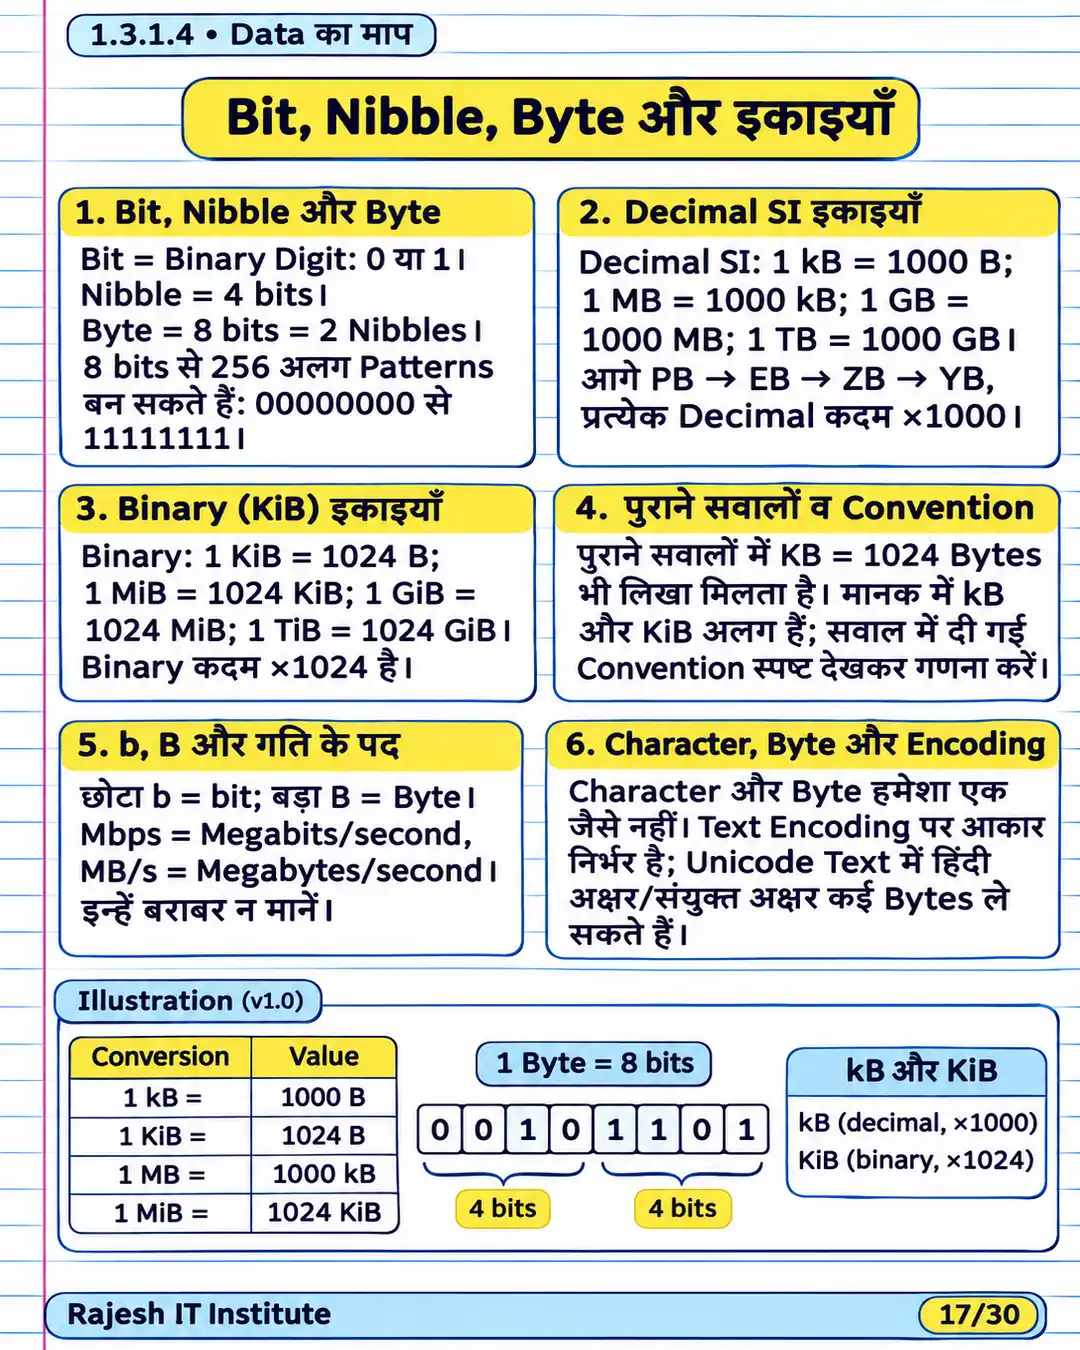 1.3.1.4 • Data का माप
Bit, Nibble, Byte और इकाइयाँ
1. Bit, Nibble और Byte
Bit = Binary Digit: 0 या 1।
Nibble = 4 bits।
Byte = 8 bits = 2 Nibbles।
8 bits से 256 अलग Patterns
बन सकते हैं: 00000000 से
11111111।
2. Decimal SI इकाइयाँ
Decimal SI: 1 kB = 1000 B;
1 MB = 1000 kB; 1 GB =
1000 MB; 1 TB = 1000 GB।
आगे PB → EB → ZB → YB,
प्रत्येक Decimal कदम ×1000।
3. Binary (KiB) इकाइयाँ
Binary: 1 KiB = 1024 B;
1 MiB = 1024 KiB; 1 GiB =
1024 MiB; 1 TiB = 1024 GiB।
Binary कदम ×1024 है।
4. पुराने सवालों व Convention
पुराने सवालों में KB = 1024 Bytes
भी लिखा मिलता है। मानक में kB
और KiB अलग हैं; सवाल में दी गई
Convention स्पष्ट देखकर गणना करें।
5. b, B और गति के पद
छोटा b = bit; बड़ा B = Byte।
Mbps = Megabits/second,
MB/s = Megabytes/second।
इन्हें बराबर न मानें।
6. Character, Byte और Encoding
Character और Byte हमेशा एक
जैसे नहीं। Text Encoding पर आकार
निर्भर है; Unicode Text में हिंदी
अक्षर/संयुक्त अक्षर कई Bytes ले
सकते हैं।
Illustration (v1.0)
Conversion Value
1 kB = 1000 B
1 KiB = 1024 B
1 MB = 1000 kB
1 MiB = 1024 KiB
1 Byte = 8 bits
0 0 1 0 1 1 0 1
4 bits 4 bits
kB और KiB
kB (decimal, ×1000)
KiB (binary, ×1024)
Rajesh IT Institute
17/30